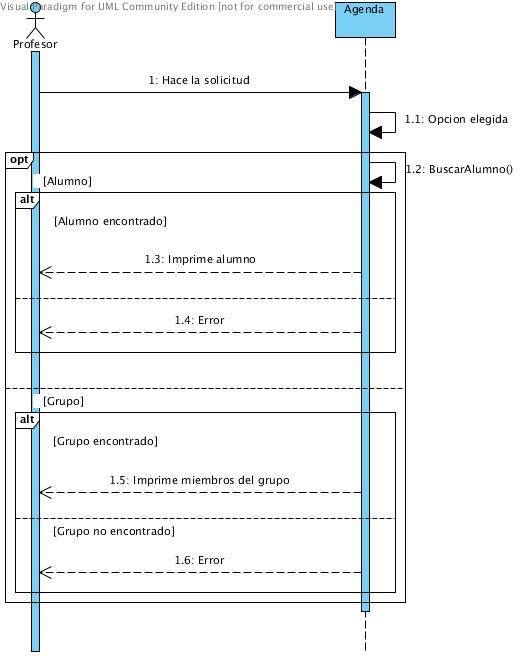 Visual Paradigm for UML Community Edition [not for commercial use
Agenda
Profesor
1: Hace la solicitud
1.1: Opcion elegida
opt
1.2: BuscarAlumno()
[Alumno]
alt
[Alumno encontrado]
1.3: Imprime alumno
1.4: Error
[Grupo]
alt
[Grupo encontrado]
1.5: Imprime miembros del grupo
[Grupo no encontrado]
1.6: Error